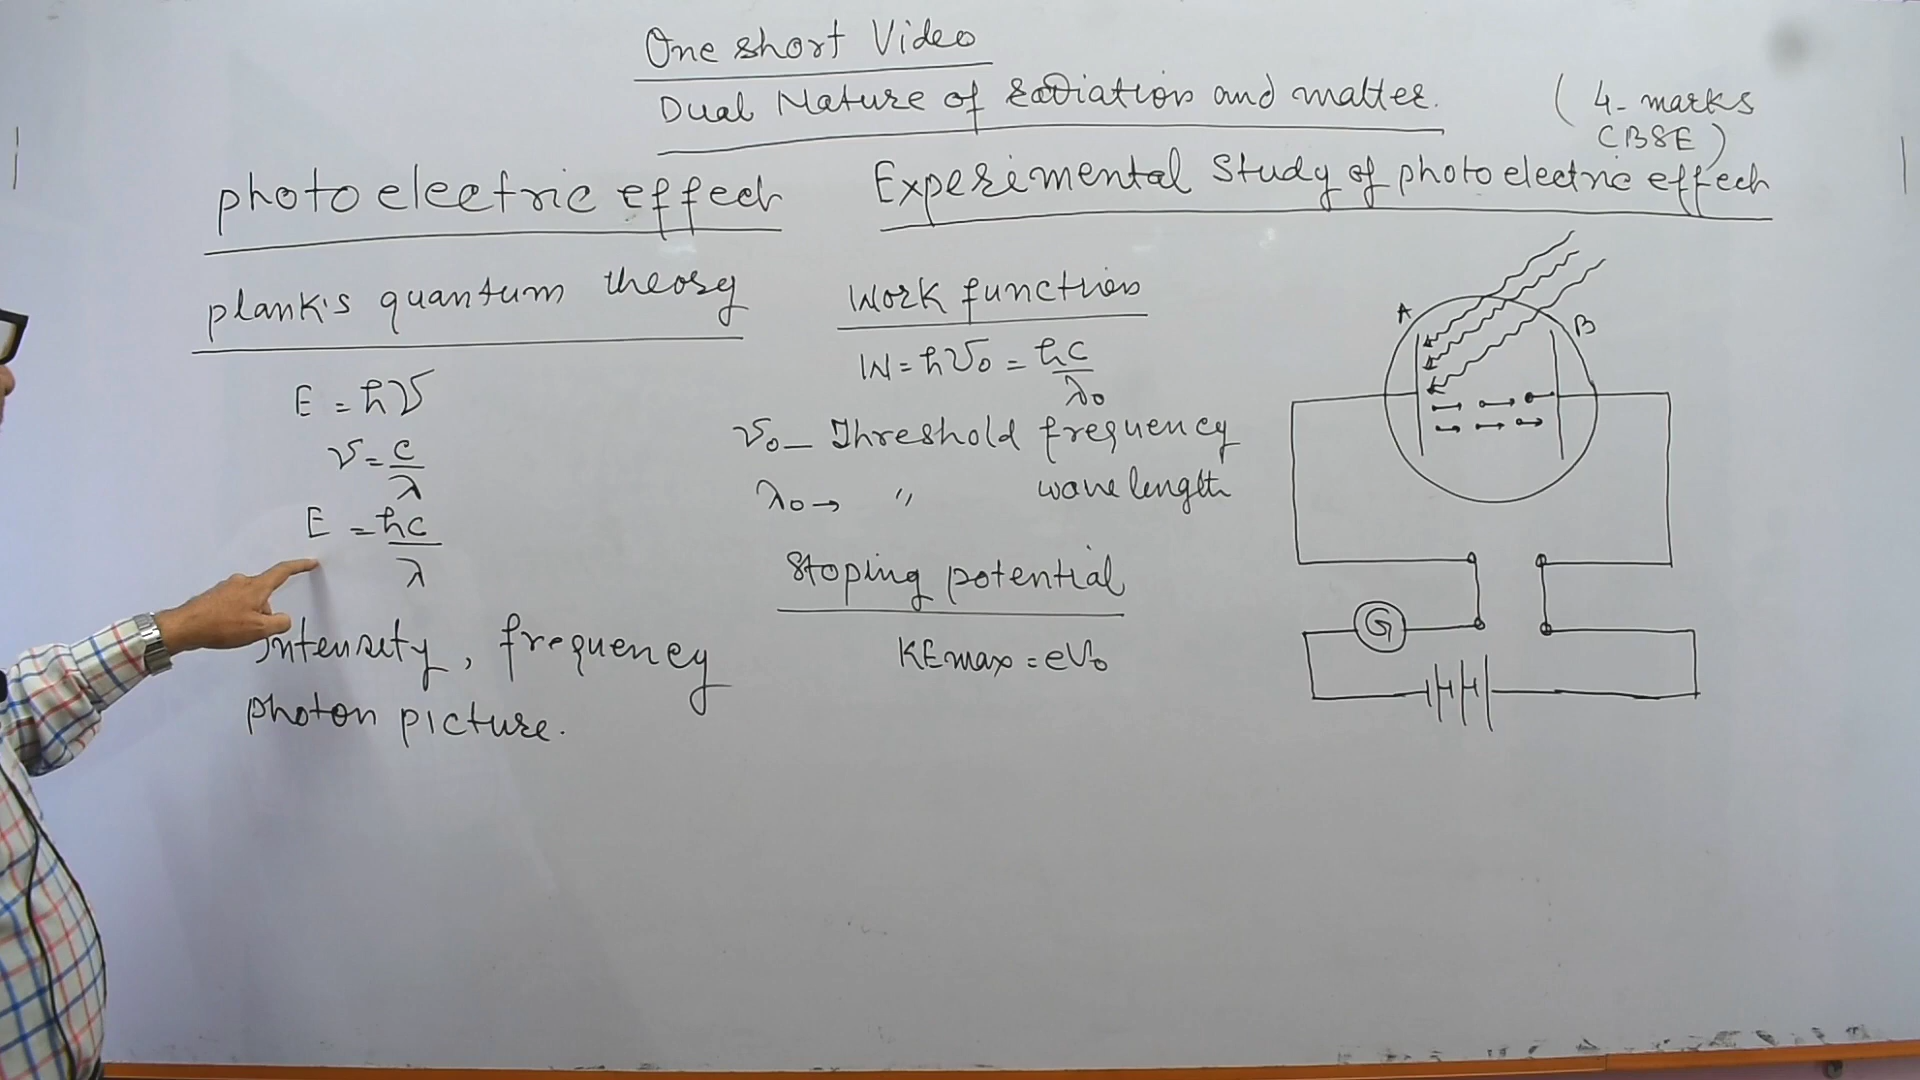 One short Video
Dual Nature of radiation and matter.
( 4- marks
CBSE )
photo electric effect
Experimental Study of photo electric effect
plank's quantum theory
E = hν
ν = c/λ
E = hc/λ
Intensity, frequency
photon picture.
Work function
W = hν₀ = hc/λ₀
ν₀ - Threshold frequency
λ₀ → " wave length
Stoping potential
KEmax = eV₀
A
B
G